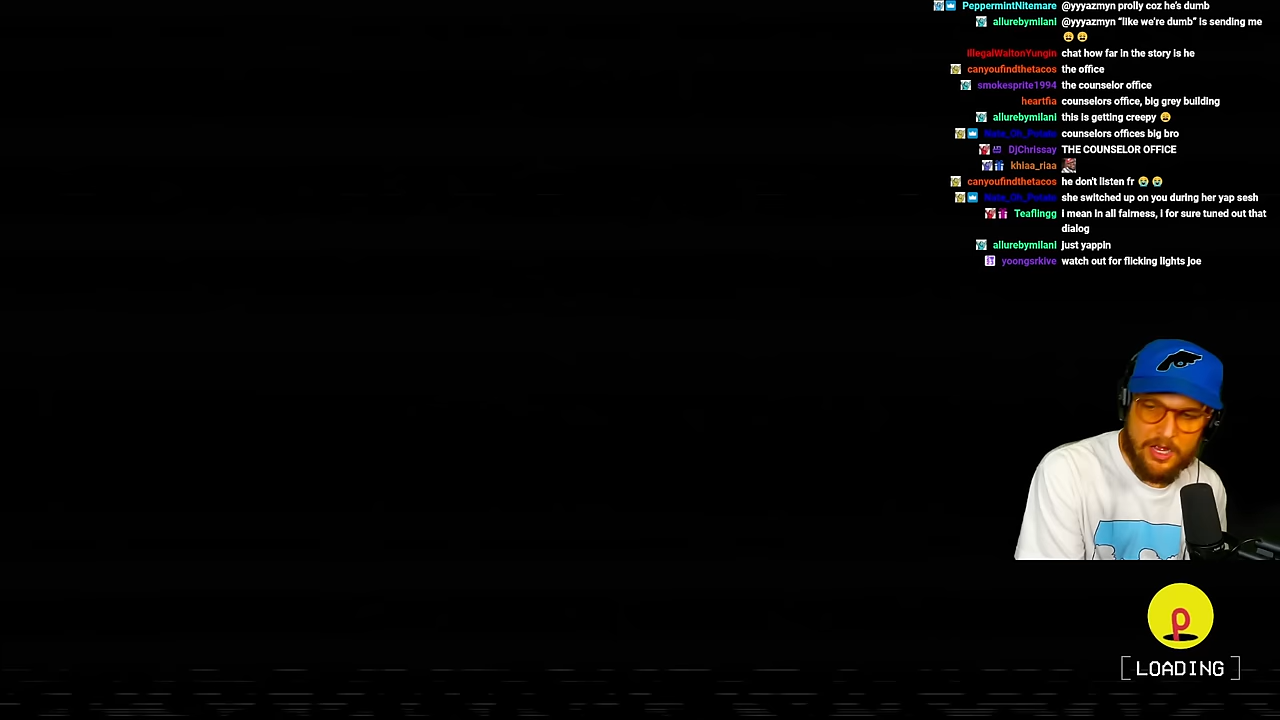 PeppermintNitemare @yyyazmyn prolly coz he's dumb
allurebymilani @yyyazmyn “like we're dumb” is sending me
😩 😩
IllegalWaltonYungin chat how far in the story is he
canyoufindthetacos the office
smokesprite1994 the counselor office
heartfia counselors office, big grey building
allurebymilani this is getting creepy 😩
Nate_Oh_Potato counselors offices big bro
DjChrissay THE COUNSELOR OFFICE
khiaa_riaa
canyoufindthetacos he don't listen fr 😭 😭
Nate_Oh_Potato she switched up on you during her yap sesh
Teaflingg I mean in all fairness, I for sure tuned out that
dialog
allurebymilani just yappin
yoongsrkive watch out for flicking lights joe
p
[LOADING]